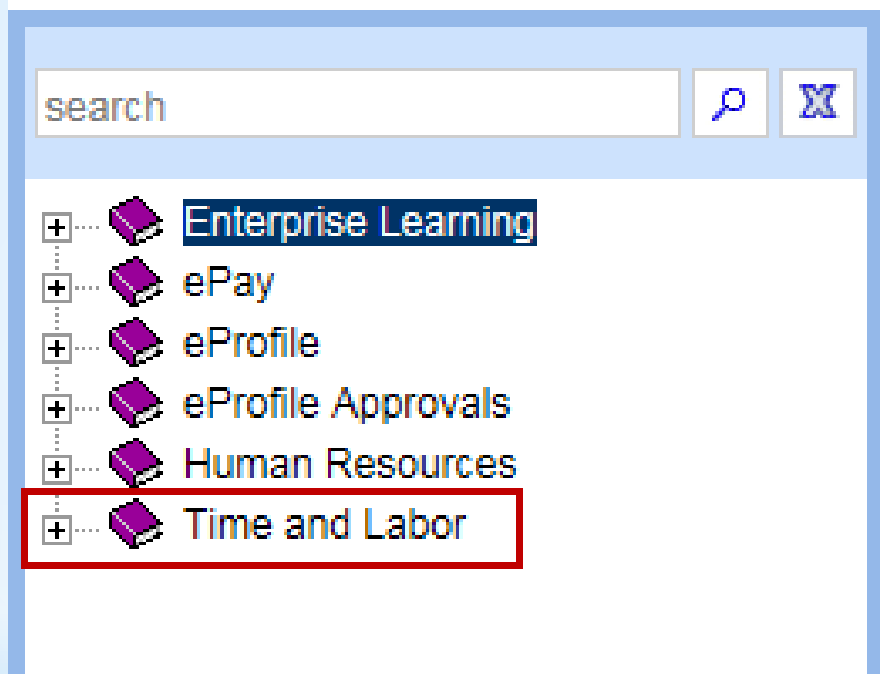 search
Enterprise Learning
ePay
eProfile
eProfile Approvals
Human Resources
Time and Labor